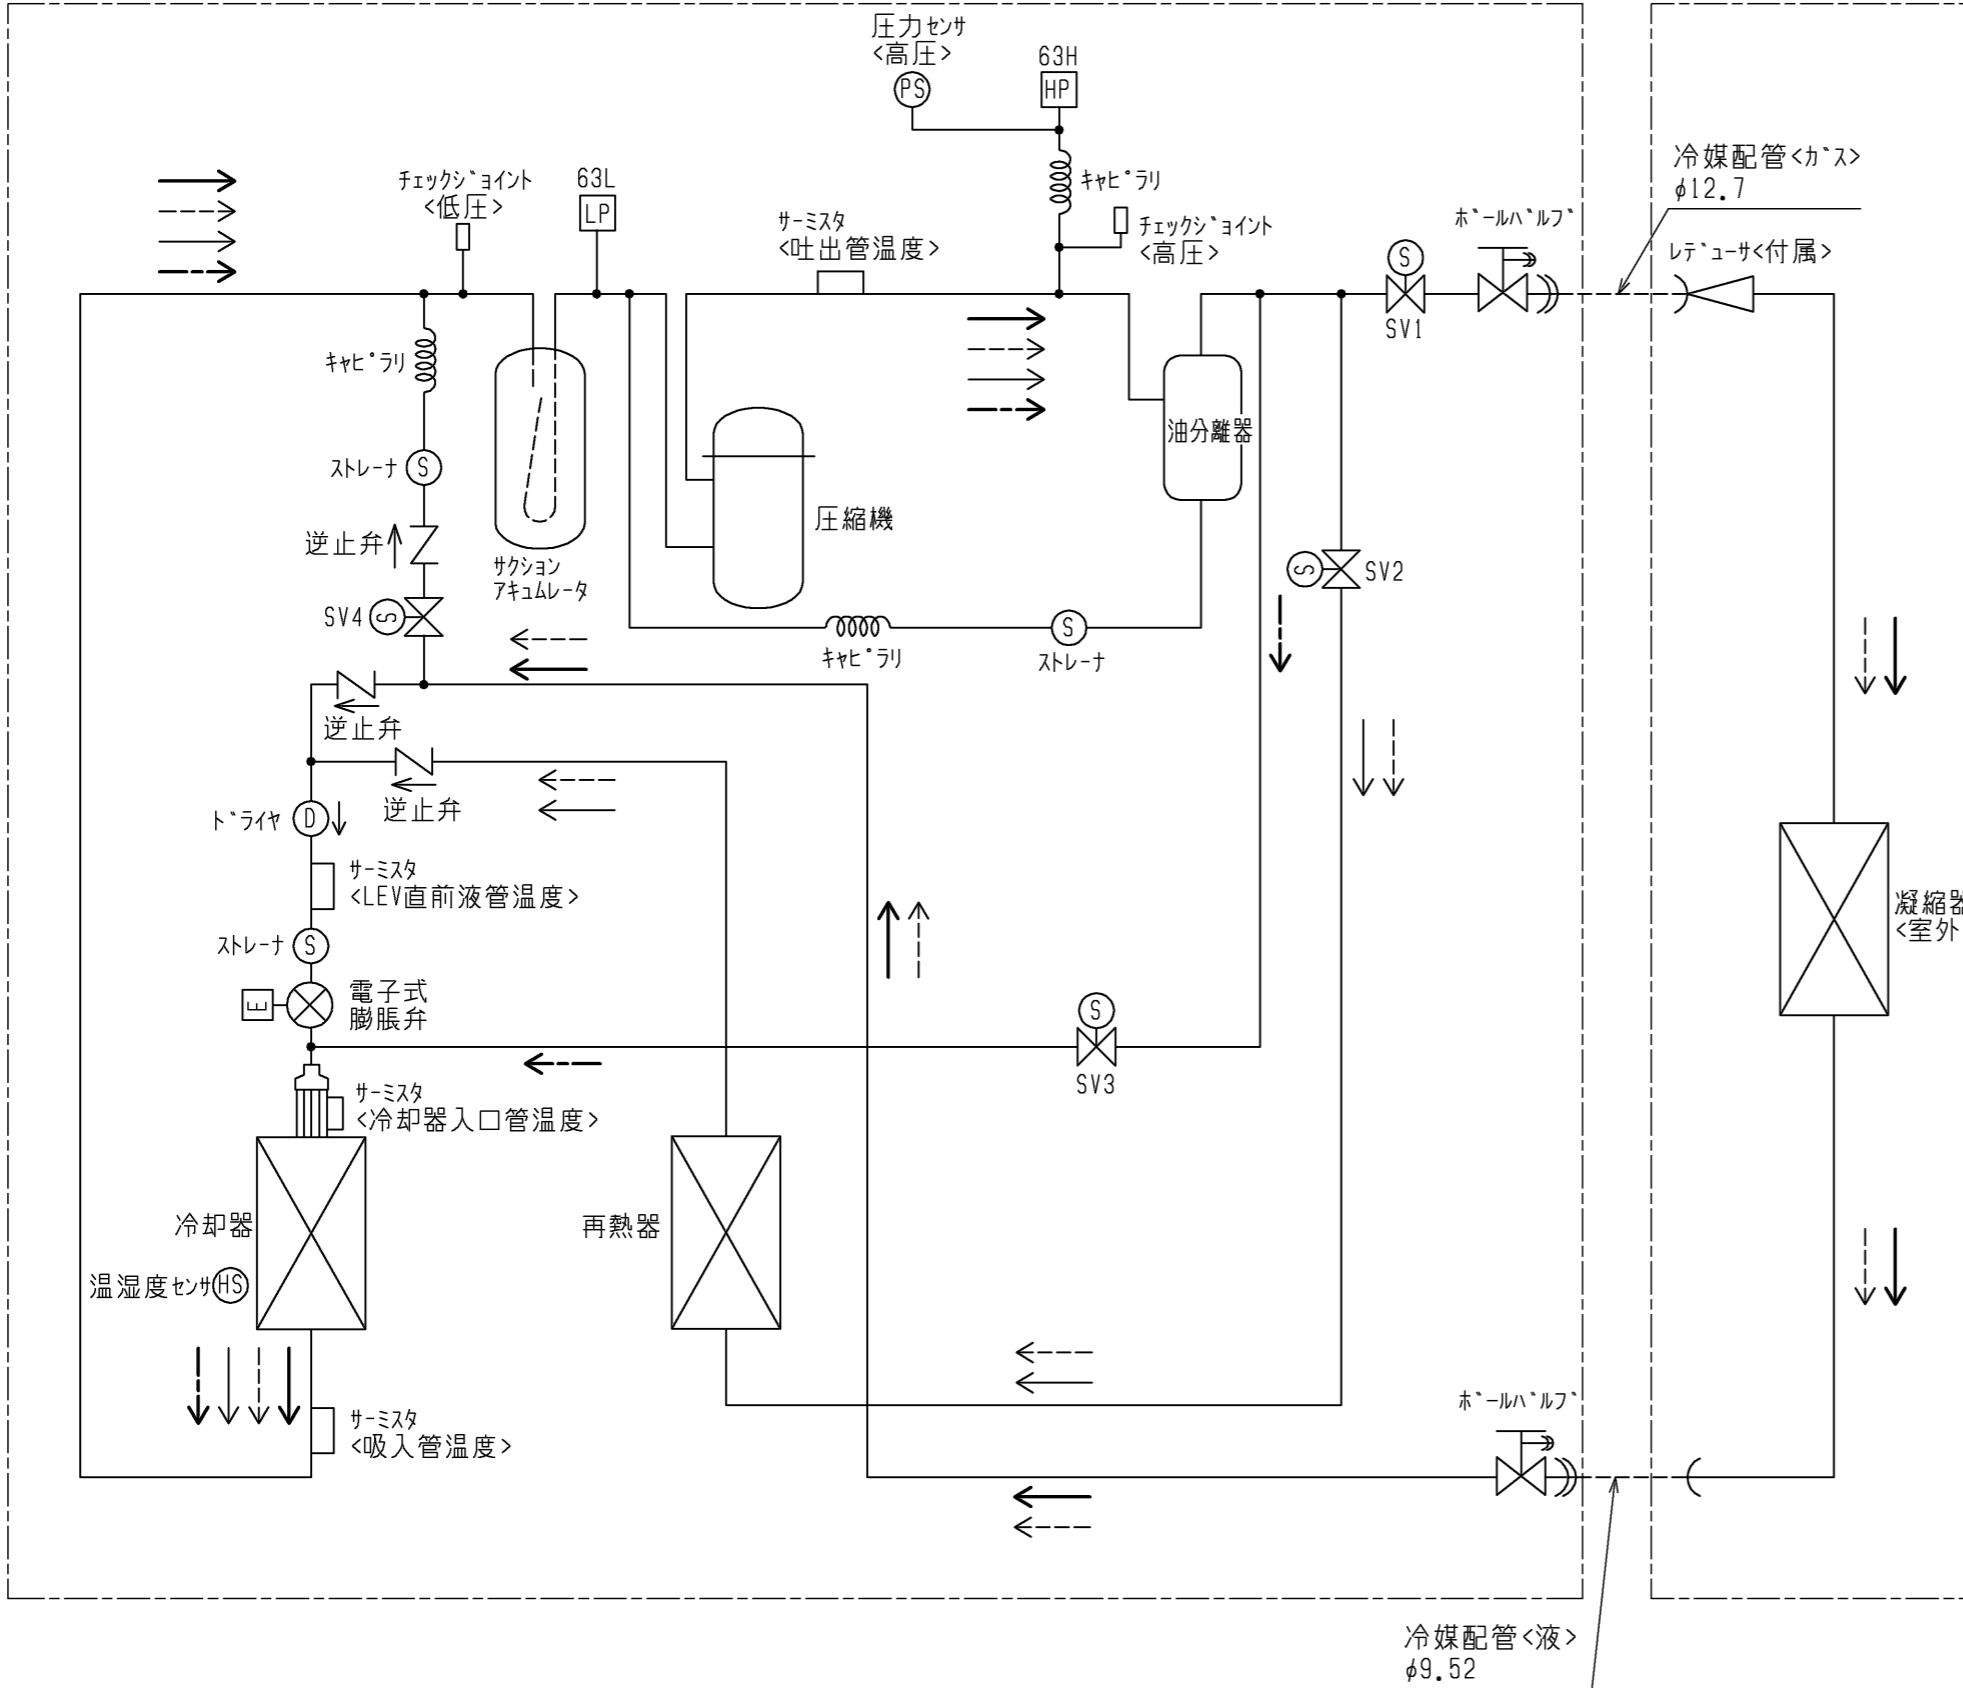 圧力センサ
<高圧>
PS
63H
HP
冷媒配管<ガス>
φ12.7
チェックジョイント
<低圧>
63L
LP
サーミスタ
<吐出管温度>
キャピラリ
チェックジョイント
<高圧>
ボールバルブ
レデューサ<付属>
S
SV1
キャピラリ
油分離器
ストレーナ
S
圧縮機
逆止弁
サクション
アキュムレータ
S
SV2
SV4
S
キャピラリ
S
ストレーナ
逆止弁
逆止弁
ドライヤ
D
サーミスタ
<LEV直前液管温度>
凝縮器
<室外
ストレーナ
S
E
電子式
膨脹弁
S
SV3
サーミスタ
<冷却器入口管温度>
冷却器
再熱器
温湿度センサ
HS
サーミスタ
<吸入管温度>
ボールバルブ
冷媒配管<液>
φ9.52